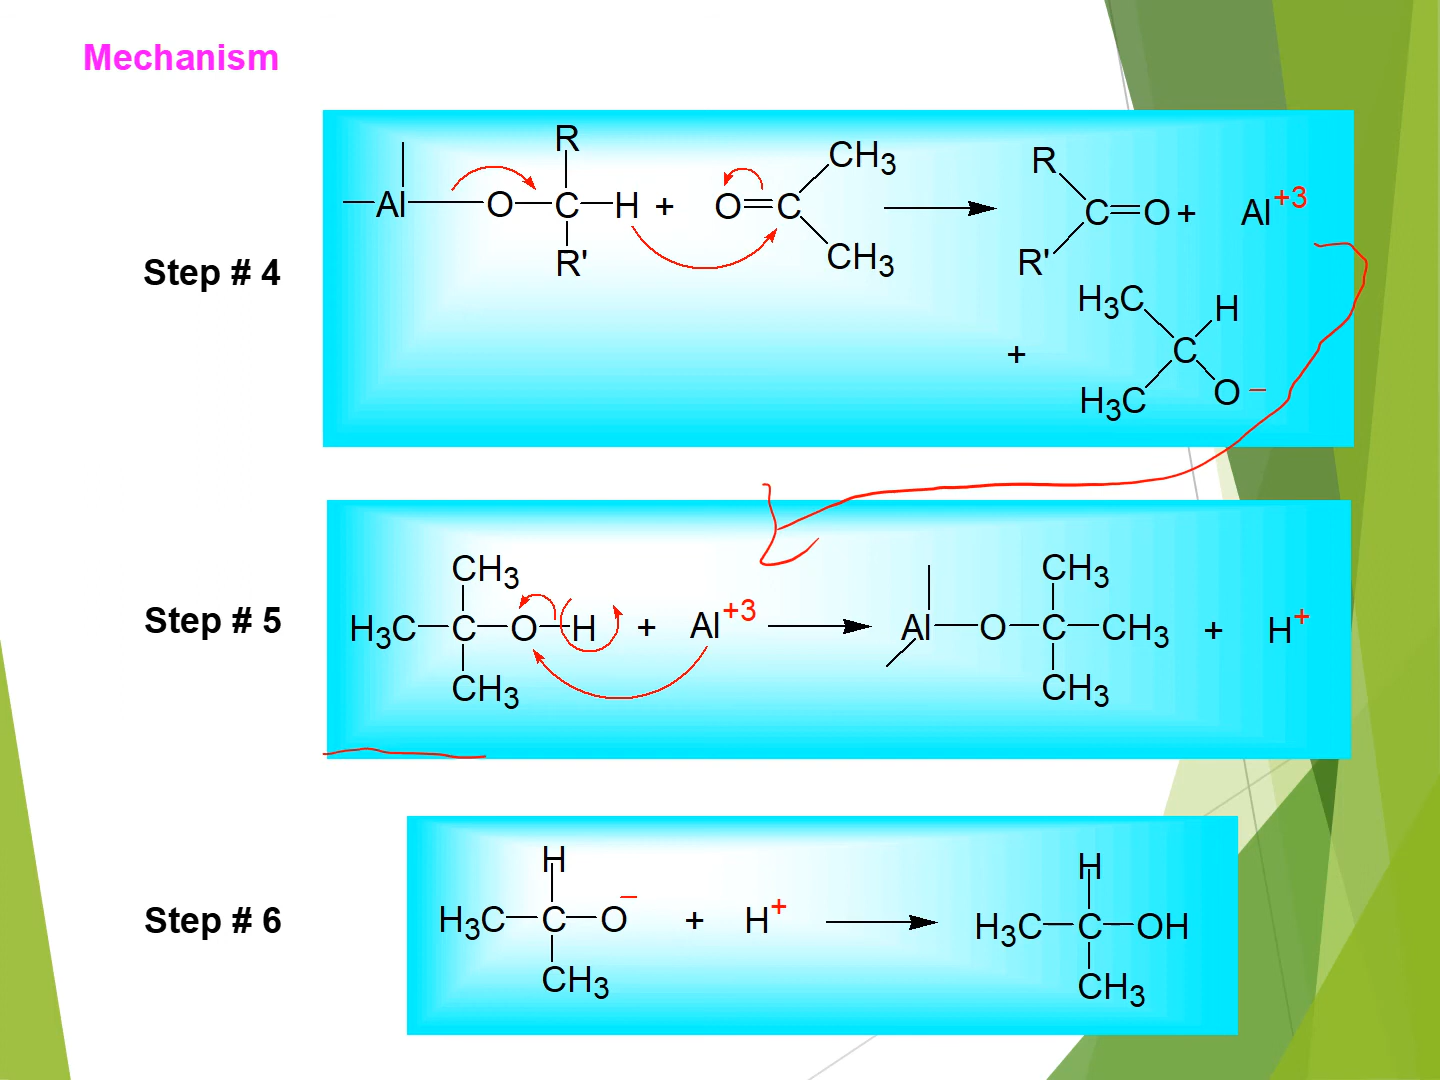 Mechanism
Step # 4
R
Al O C H + O C CH3 R C O + Al+3
R' CH3 R'
+ H3C C H
H3C O –
Step # 5
CH3 CH3
H3C C O H + Al+3 Al O C CH3 + H+
CH3 CH3
Step # 6
H H
H3C C O– + H+ H3C C OH
CH3 CH3